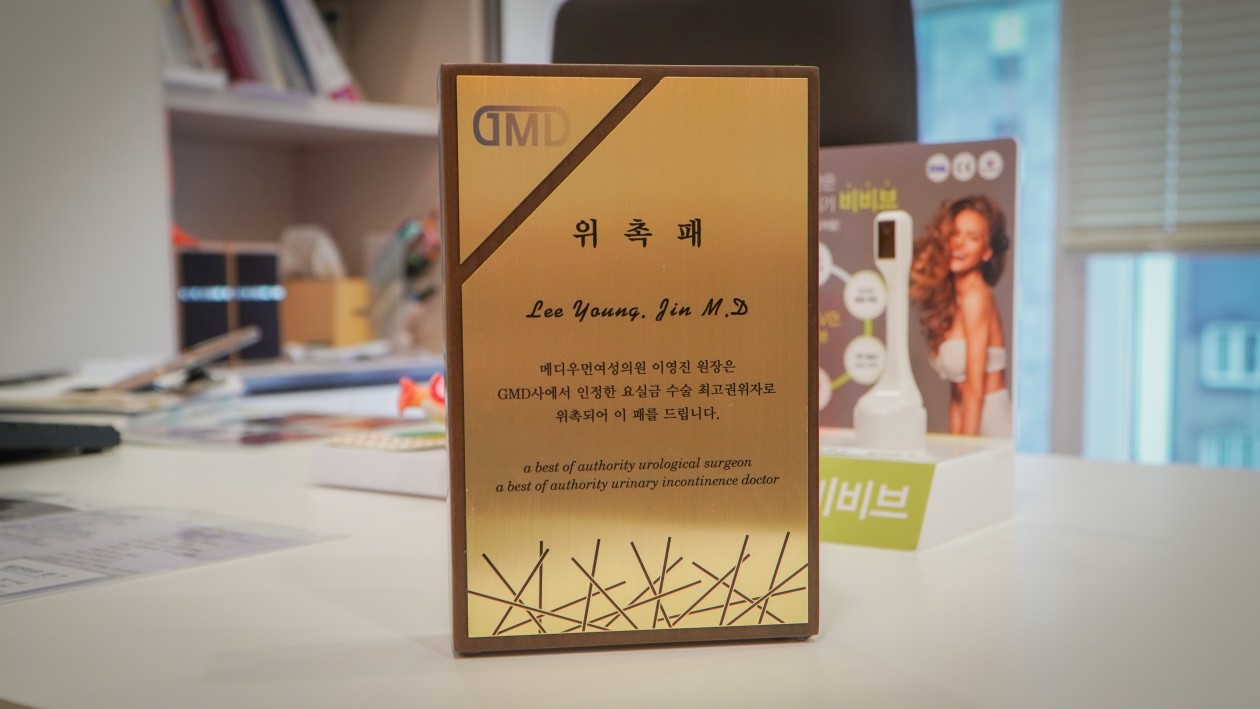 GMD
위 촉 패
Lee Young. Jin M.D
메디우먼여성의원 이영진 원장은
GMD사에서 인정한 요실금 수술 최고권위자로
위촉되어 이 패를 드립니다.
a best of authority urological surgeon
a best of authority urinary incontinence doctor
비비브
비비브